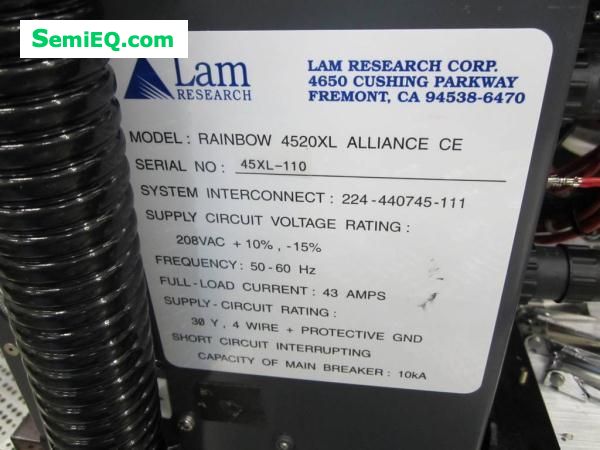 SemiEQ.com
Lam
RESEARCH
LAM RESEARCH CORP.
4650 CUSHING PARKWAY
FREMONT, CA 94538-6470
MODEL: RAINBOW 4520XL ALLIANCE CE
SERIAL NO: 45XL-110
SYSTEM INTERCONNECT: 224-440745-111
SUPPLY CIRCUIT VOLTAGE RATING:
208VAC +10%, -15%
FREQUENCY: 50-60 Hz
FULL-LOAD CURRENT: 43 AMPS
SUPPLY-CIRCUIT RATING:
3Ø Y, 4 WIRE + PROTECTIVE GND
SHORT CIRCUIT INTERRUPTING
CAPACITY OF MAIN BREAKER: 10kA